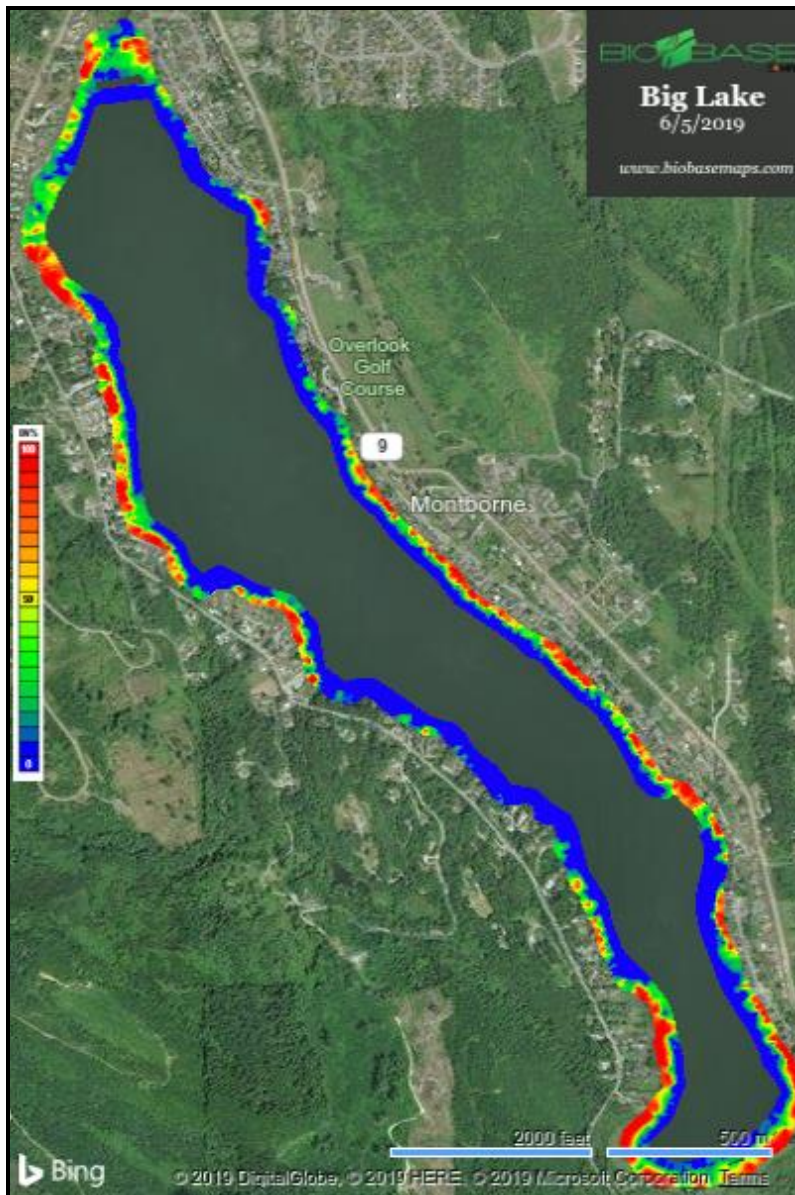 BIOBASE
Big Lake
6/5/2019
www.biobasemaps.com
Overlook
Golf
Course
9
Montborne
100
50
0
2000 feet
500 m
Bing
© 2019 DigitalGlobe, © 2019 HERE, © 2019 Microsoft Corporation Terms